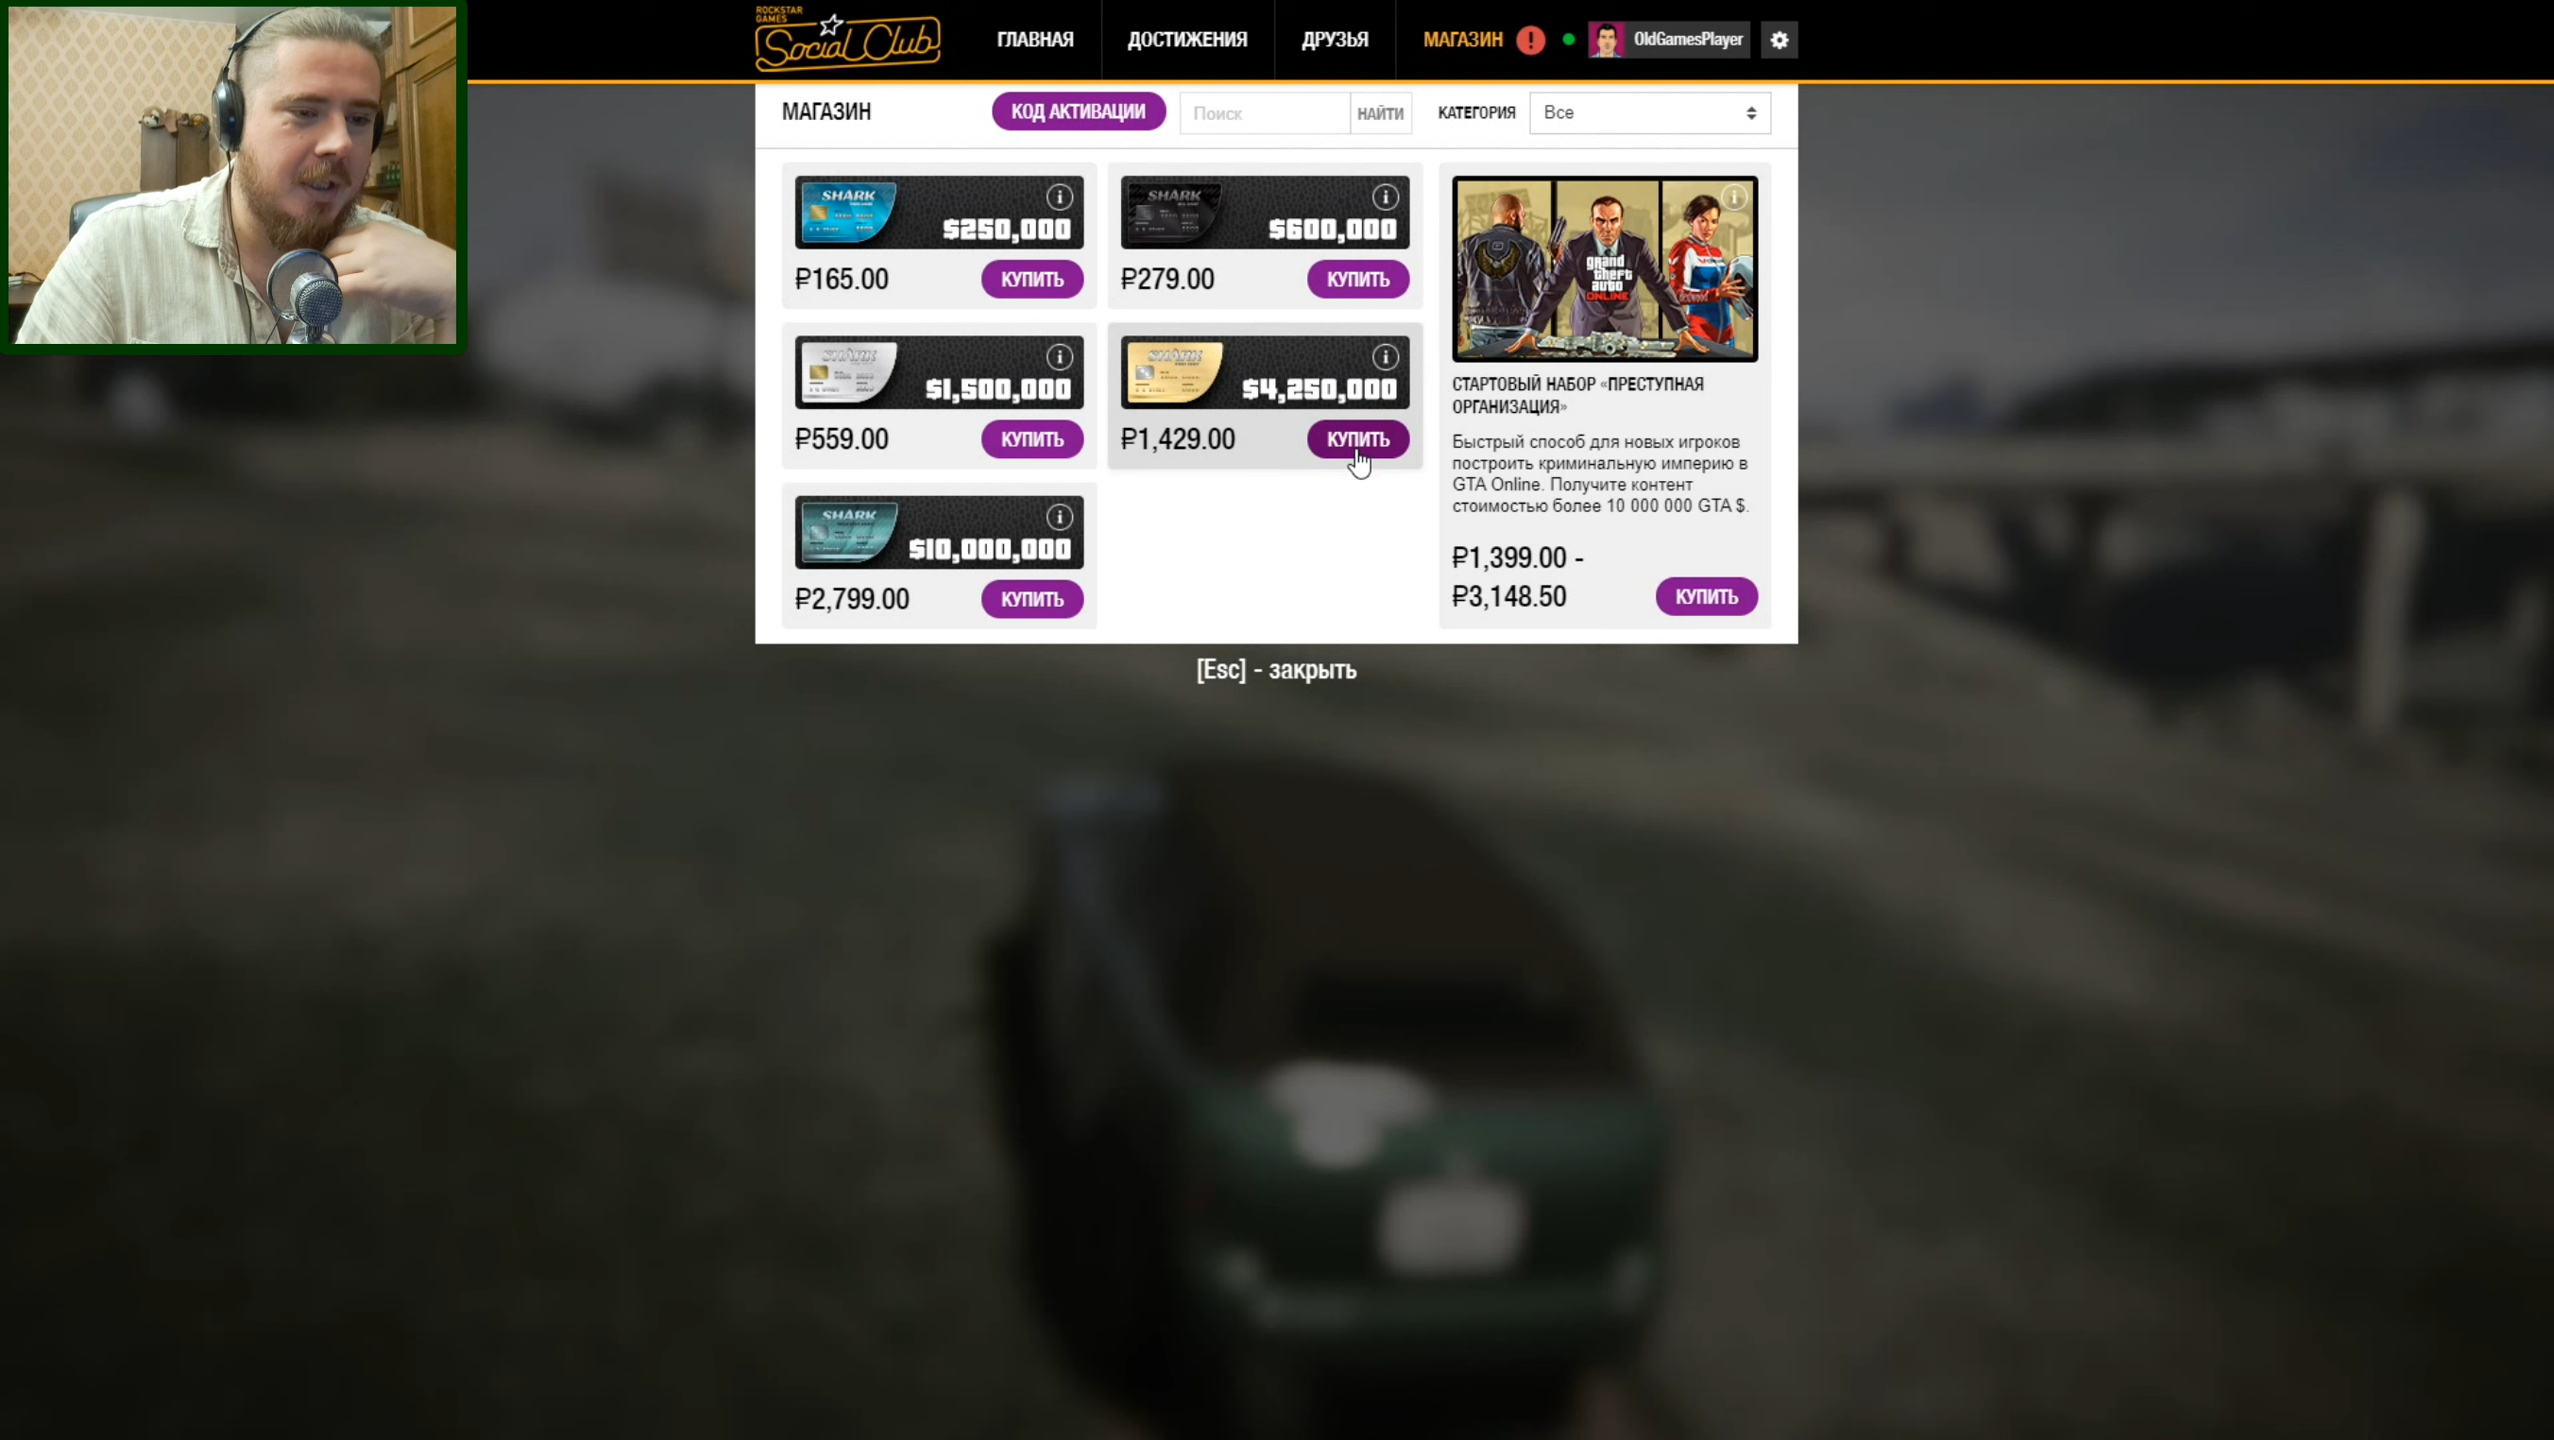 ROCKSTAR
GAMES
Social Club
ГЛАВНАЯ
ДОСТИЖЕНИЯ
ДРУЗЬЯ
МАГАЗИН
!
OldGamesPlayer
МАГАЗИН
КОД АКТИВАЦИИ
Поиск
НАЙТИ
КАТЕГОРИЯ
Все
SHARK
$250,000
₽165.00
КУПИТЬ
SHARK
$600,000
₽279.00
КУПИТЬ
SHARK
$1,500,000
₽559.00
КУПИТЬ
SHARK
$4,250,000
₽1,429.00
КУПИТЬ
SHARK
$10,000,000
₽2,799.00
КУПИТЬ
grand
theft
auto
ONLINE
СТАРТОВЫЙ НАБОР «ПРЕСТУПНАЯ
ОРГАНИЗАЦИЯ»
Быстрый способ для новых игроков
построить криминальную империю в
GTA Online. Получите контент
стоимостью более 10 000 000 GTA $.
₽1,399.00 -
₽3,148.50
КУПИТЬ
[Esc] - закрыть